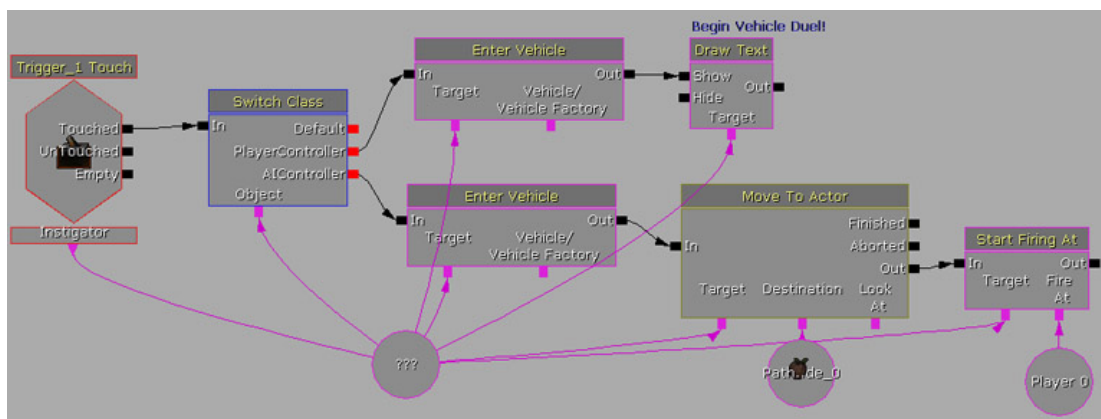 Begin Vehicle Duel!
Trigger_1 Touch
Touched
UnTouched
Empty
Instigator
Switch Class
In
Default
PlayerController
AIController
Object
Enter Vehicle
In
Out
Target
Vehicle/
Vehicle Factory
Draw Text
Show
Hide
Out
Target
Enter Vehicle
In
Out
Target
Vehicle/
Vehicle Factory
Move To Actor
In
Finished
Aborted
Out
Target
Destination
Look
At
Start Firing At
In
Out
Target
Fire
At
???
Player 0